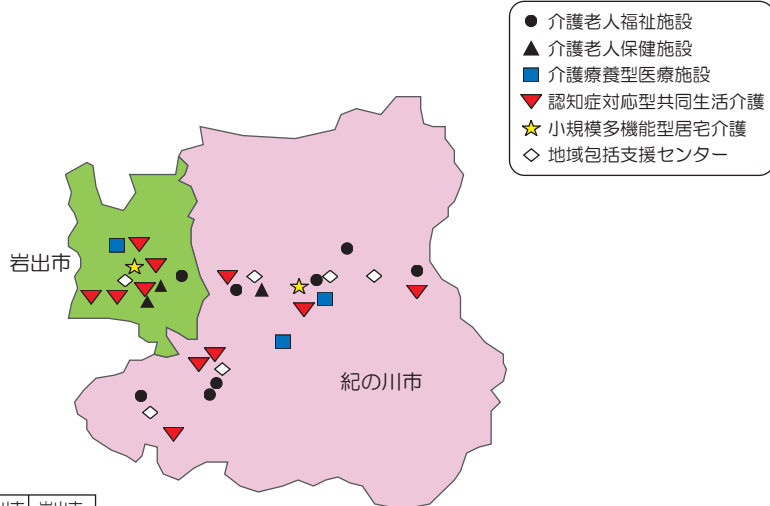 介護老人福祉施設
介護老人保健施設
介護療養型医療施設
認知症対応型共同生活介護
小規模多機能型居宅介護
地域包括支援センター
岩出市
紀の川市